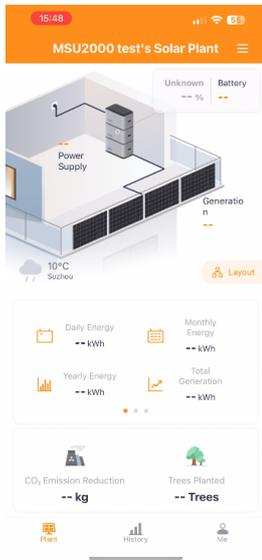 15:48
55
MSU2000 test's Solar Plant
Unknown
-- %
Battery
--
--
Power
Supply
Generatio
n
--
10°C
Suzhou
Layout
Daily Energy
-- kWh
Monthly
Energy
-- kWh
Yearly Energy
-- kWh
Total
Generation
-- kWh
CO₂ Emission Reduction
-- kg
Trees Planted
-- Trees
Plant
History
Me